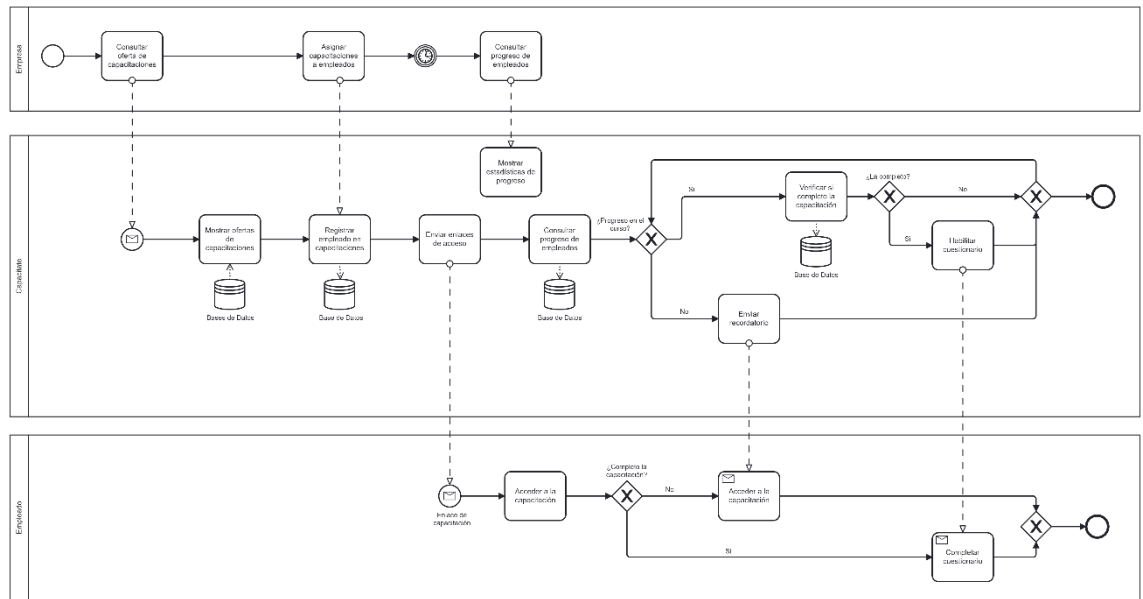 Empresa
Consultar
oferta de
capacitaciones
Asignar
capacitaciones
a empleados
Consultar
progreso de
empleados
Capacitate
Mostrar
estadísticas de
progreso
Mostrar ofertas
de
capacitaciones
Base de Datos
Registrar
empleado en
capacitaciones
Base de Datos
Enviar enlaces
de acceso
Consultar
progreso de
empleados
Base de Datos
¿Progreso en el
curso?
Si
Verificar si
completo la
capacitación
Base de Datos
¿La completo?
No
Si
Habilitar
cuestionario
No
Enviar
recordatorio
Empleado
Enlace de
capacitación
Acceder a la
capacitación
¿Completo la
capacitación?
No
Acceder a la
capacitación
Si
Completar
cuestionario